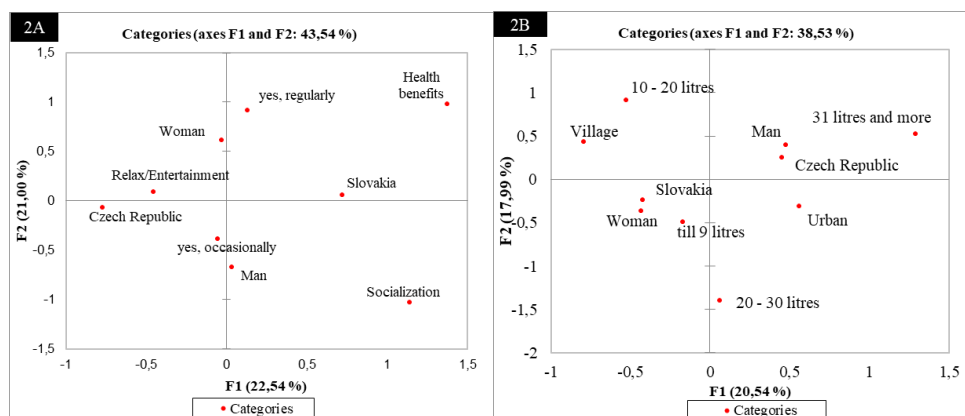 2A
Categories (axes F1 and F2: 43,54 %)
1,5
1
0,5
0
-0,5
-1
-1,5
F2 (21,00 %)
Health
benefits
yes, regularly
Woman
Relax/Entertainment
Slovakia
Czech Republic
yes, occasionally
Man
Socialization
-1
-0,5
0
0,5
1
1,5
F1 (22,54 %)
Categories
2B
Categories (axes F1 and F2: 38,53 %)
1,5
1
0,5
0
-0,5
-1
-1,5
-2
F2 (17,99 %)
10 - 20 litres
Village
Man
31 litres and more
Czech Republic
Slovakia
Woman
till 9 litres
Urban
20 - 30 litres
-1
-0,5
0
0,5
1
1,5
F1 (20,54 %)
Categories